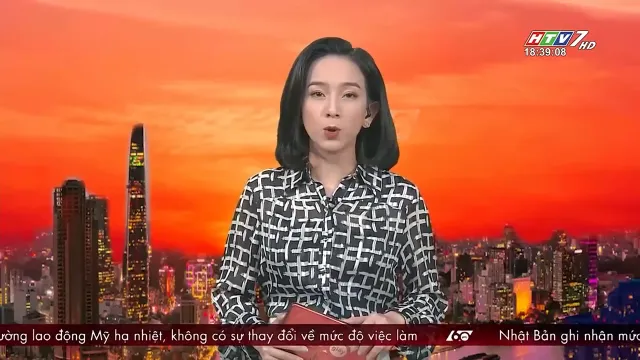 HTV7 HD
18:39:08
ường lao động Mỹ hạ nhiệt, không có sự thay đổi về mức độ việc làm 60 Nhật Bản ghi nhận mức